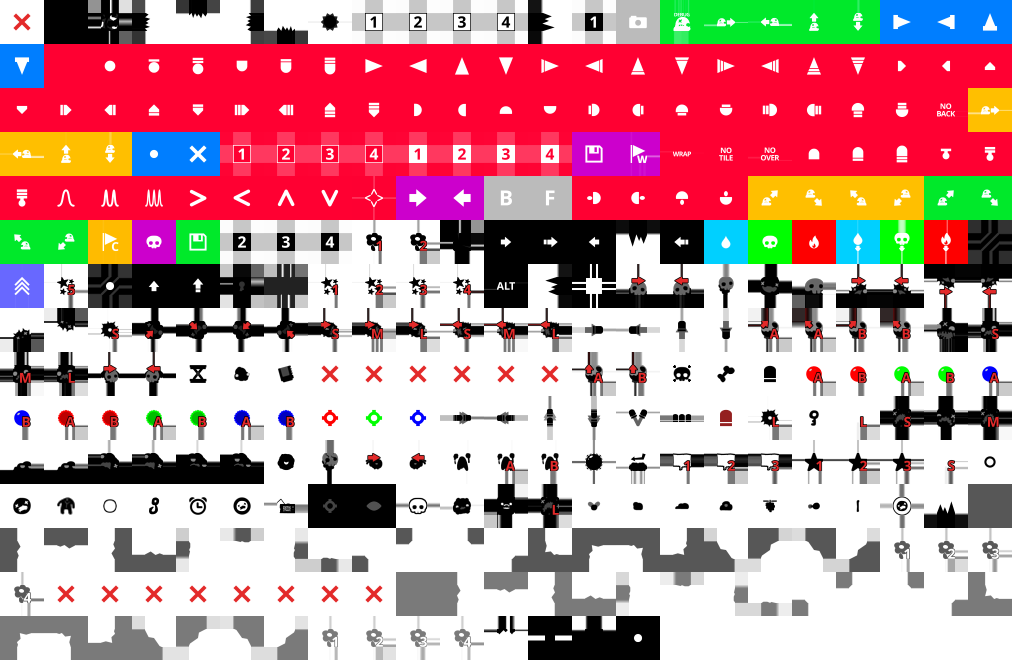 1 2 3 4 1 DEBUG
NO BACK
1 2 3 4 1 2 3 4 W WRAP NO TILE NO OVER
B F
C 2 3 4 1 2
S 1 2 3 4 ALT
S S M L S M L A B A B S
M L A B A B A B A
B A B A B A B L L S M
A B 1 2 3 1 2 3 S
L
1 2 3
4
1 2 3 4